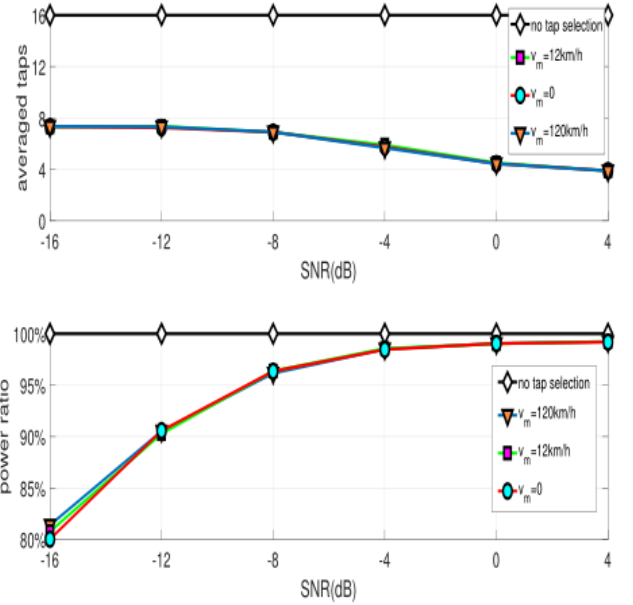 averaged taps
16
12
8
4
0
-16 -12 -8 -4 0 4
SNR(dB)
no tap selection
v_m=12km/h
v_m=0
v_m=120km/h
power ratio
100%
95%
90%
85%
80%
-16 -12 -8 -4 0 4
SNR(dB)
no tap selection
v_m=120km/h
v_m=12km/h
v_m=0